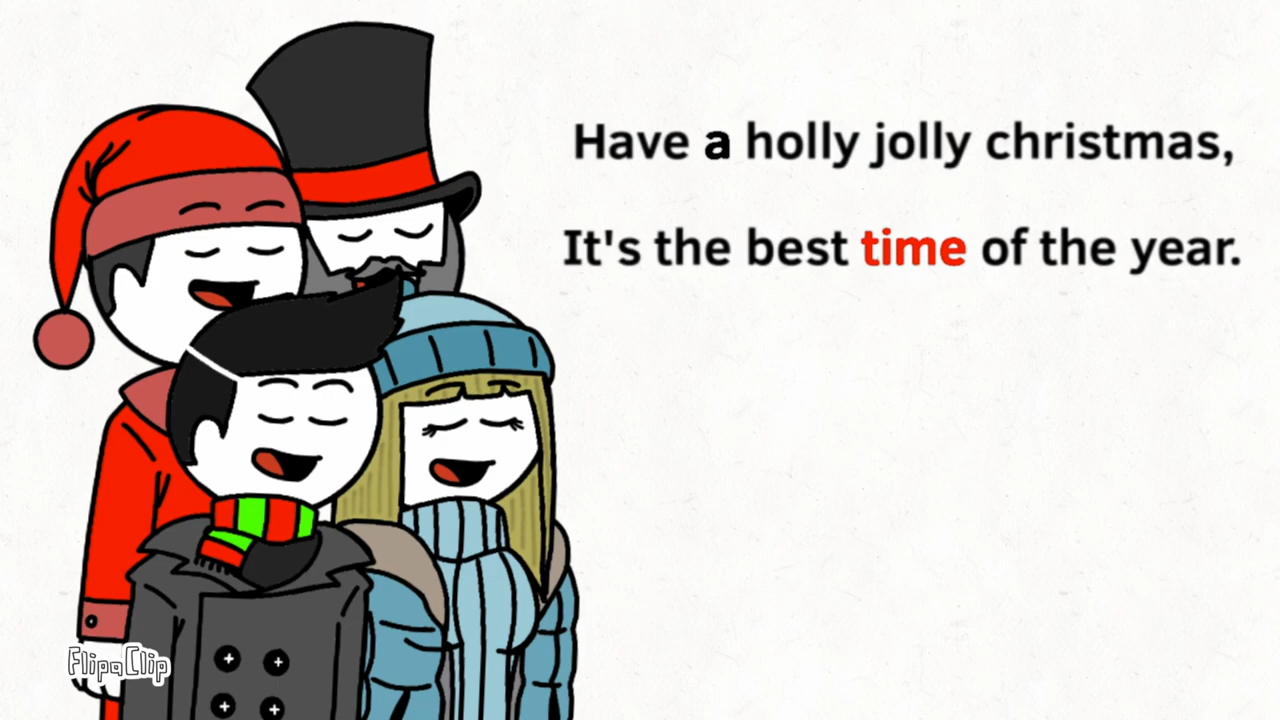 Have a holly jolly christmas,
It's the best time of the year.
FlipaClip